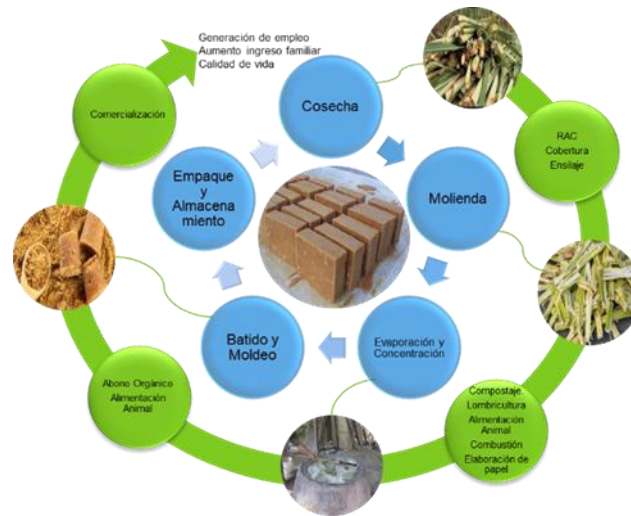 Generación de empleo
Aumento ingreso familiar
Calidad de vida
Cosecha
Comercialización
RAC
Cobertura
Ensilaje
Empaque
y
Almacena
miento
Molienda
Batido y
Moldeo
Evaporación y
Concentración
Abono Orgánico
Alimentación
Animal
Compostaje
Lombricultura
Alimentación
Animal
Combustión
Elaboración de
papel